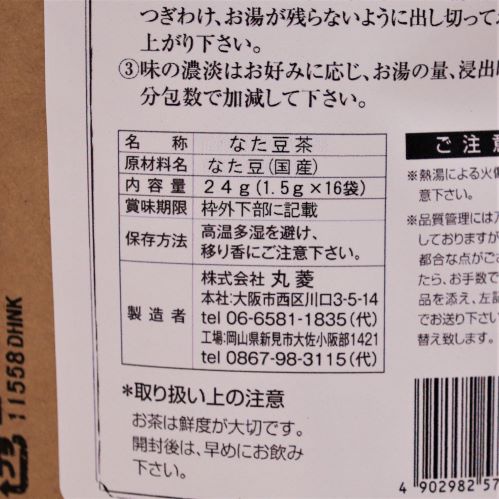 つぎわけ、お湯が残らないように出し切って
上がり下さい。
③味の濃淡はお好みに応じ、お湯の量、浸出
分包数で加減して下さい。
名称 なた豆茶
原材料名 なた豆(国産)
内容量 24g(1.5g×16袋)
賞味期限 枠外下部に記載
保存方法 高温多湿を避け、
移り香にご注意下さい。
製造者 株式会社 丸菱
本社:大阪市西区川口3-5-14
tel 06-6581-1835(代)
工場:岡山県新見市大佐小阪部1421
tel 0867-98-3115(代)
*取り扱い上の注意
お茶は鮮度が大切です。
開封後は、早めにお飲み
下さい。
ご注
※熱湯による火傷
意下さい。
※品質管理には
しておりますが
都合な点がご
たら、お手数で
品を添え、左記
でお送り下さい
替え致します。
4 902982 57
11558DHNK